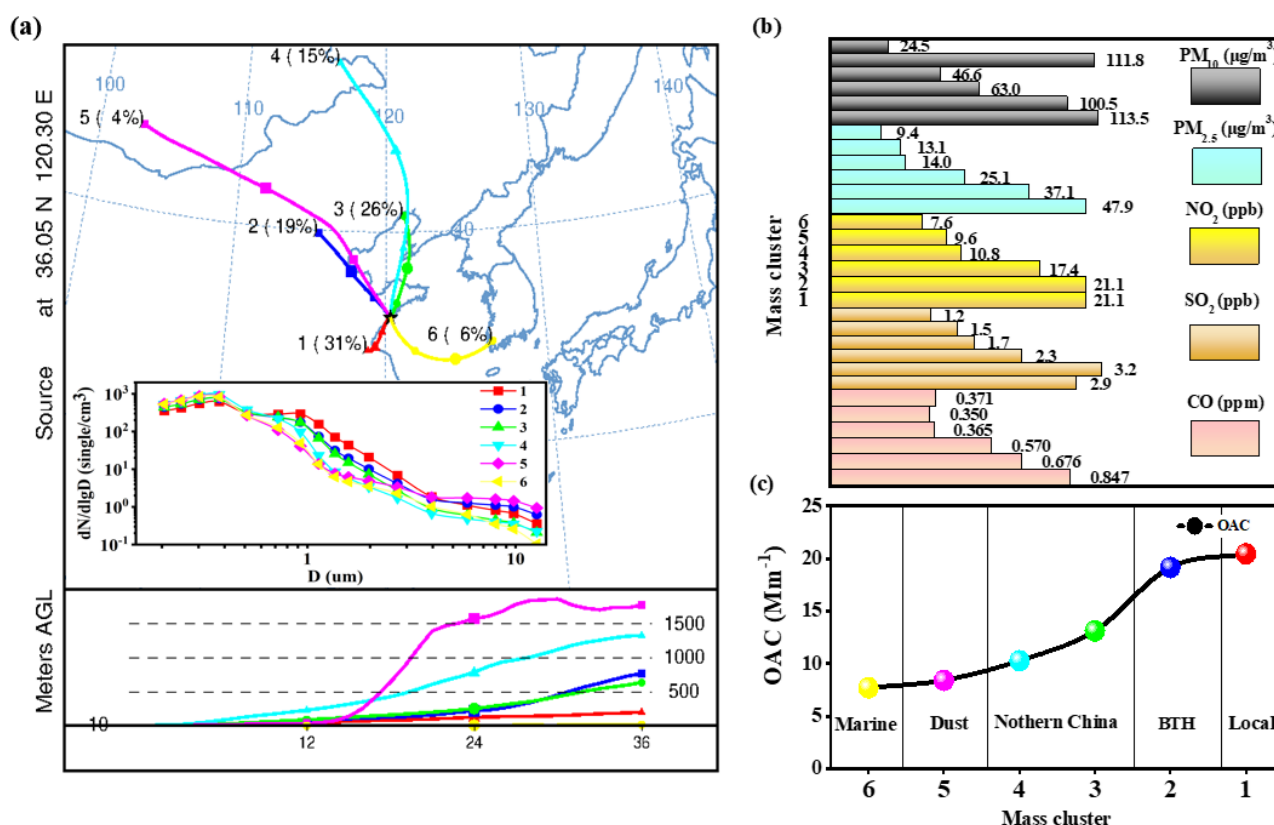 (a)
Source at 36.05 N 120.30 E
100
110
120
130
140
40
4 ( 15%)
5 ( 4%)
3 ( 26%)
2 ( 19%)
1 ( 31%)
6 ( 6%)
dN/dlgD (single/cm³)
10³
10²
10¹
10⁰
10⁻¹
1
2
3
4
5
6
1
10
D (um)
Meters AGL
1500
1000
500
10
12
24
36
(b)
Mass cluster
6
5
4
3
2
1
24.5
111.8
46.6
63.0
100.5
113.5
9.4
13.1
14.0
25.1
37.1
47.9
7.6
9.6
10.8
17.4
21.1
21.1
1.2
1.5
1.7
2.3
3.2
2.9
0.371
0.350
0.365
0.570
0.676
0.847
PM₁₀ (μg/m³
PM₂.₅ (μg/m³
NO₂ (ppb)
SO₂ (ppb)
CO (ppm)
(c)
OAC (Mm⁻¹)
25
20
15
10
5
0
OAC
Marine
Dust
Nothern China
BTH
Local
6
5
4
3
2
1
Mass cluster